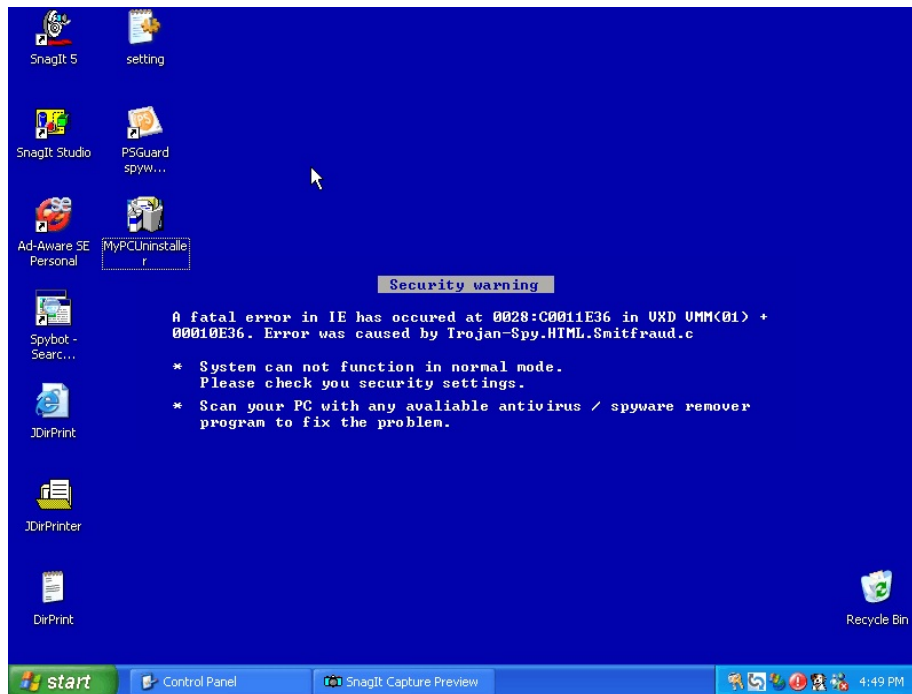 SnagIt 5
setting
SnagIt Studio
PSGuard
spyw...
Ad-Aware SE
Personal
MyPCUninstalle
r
Security warning
A fatal error in IE has occured at 0028:C0011E36 in VXD VMM(01) +
00010E36. Error was caused by Trojan-Spy.HTML.Smitfraud.c
* System can not function in normal mode.
Please check you security settings.
* Scan your PC with any avaliable antivirus / spyware remover
program to fix the problem.
Spybot -
Searc...
JDirPrint
JDirPrinter
DirPrint
Recycle Bin
start
Control Panel
SnagIt Capture Preview
4:49 PM